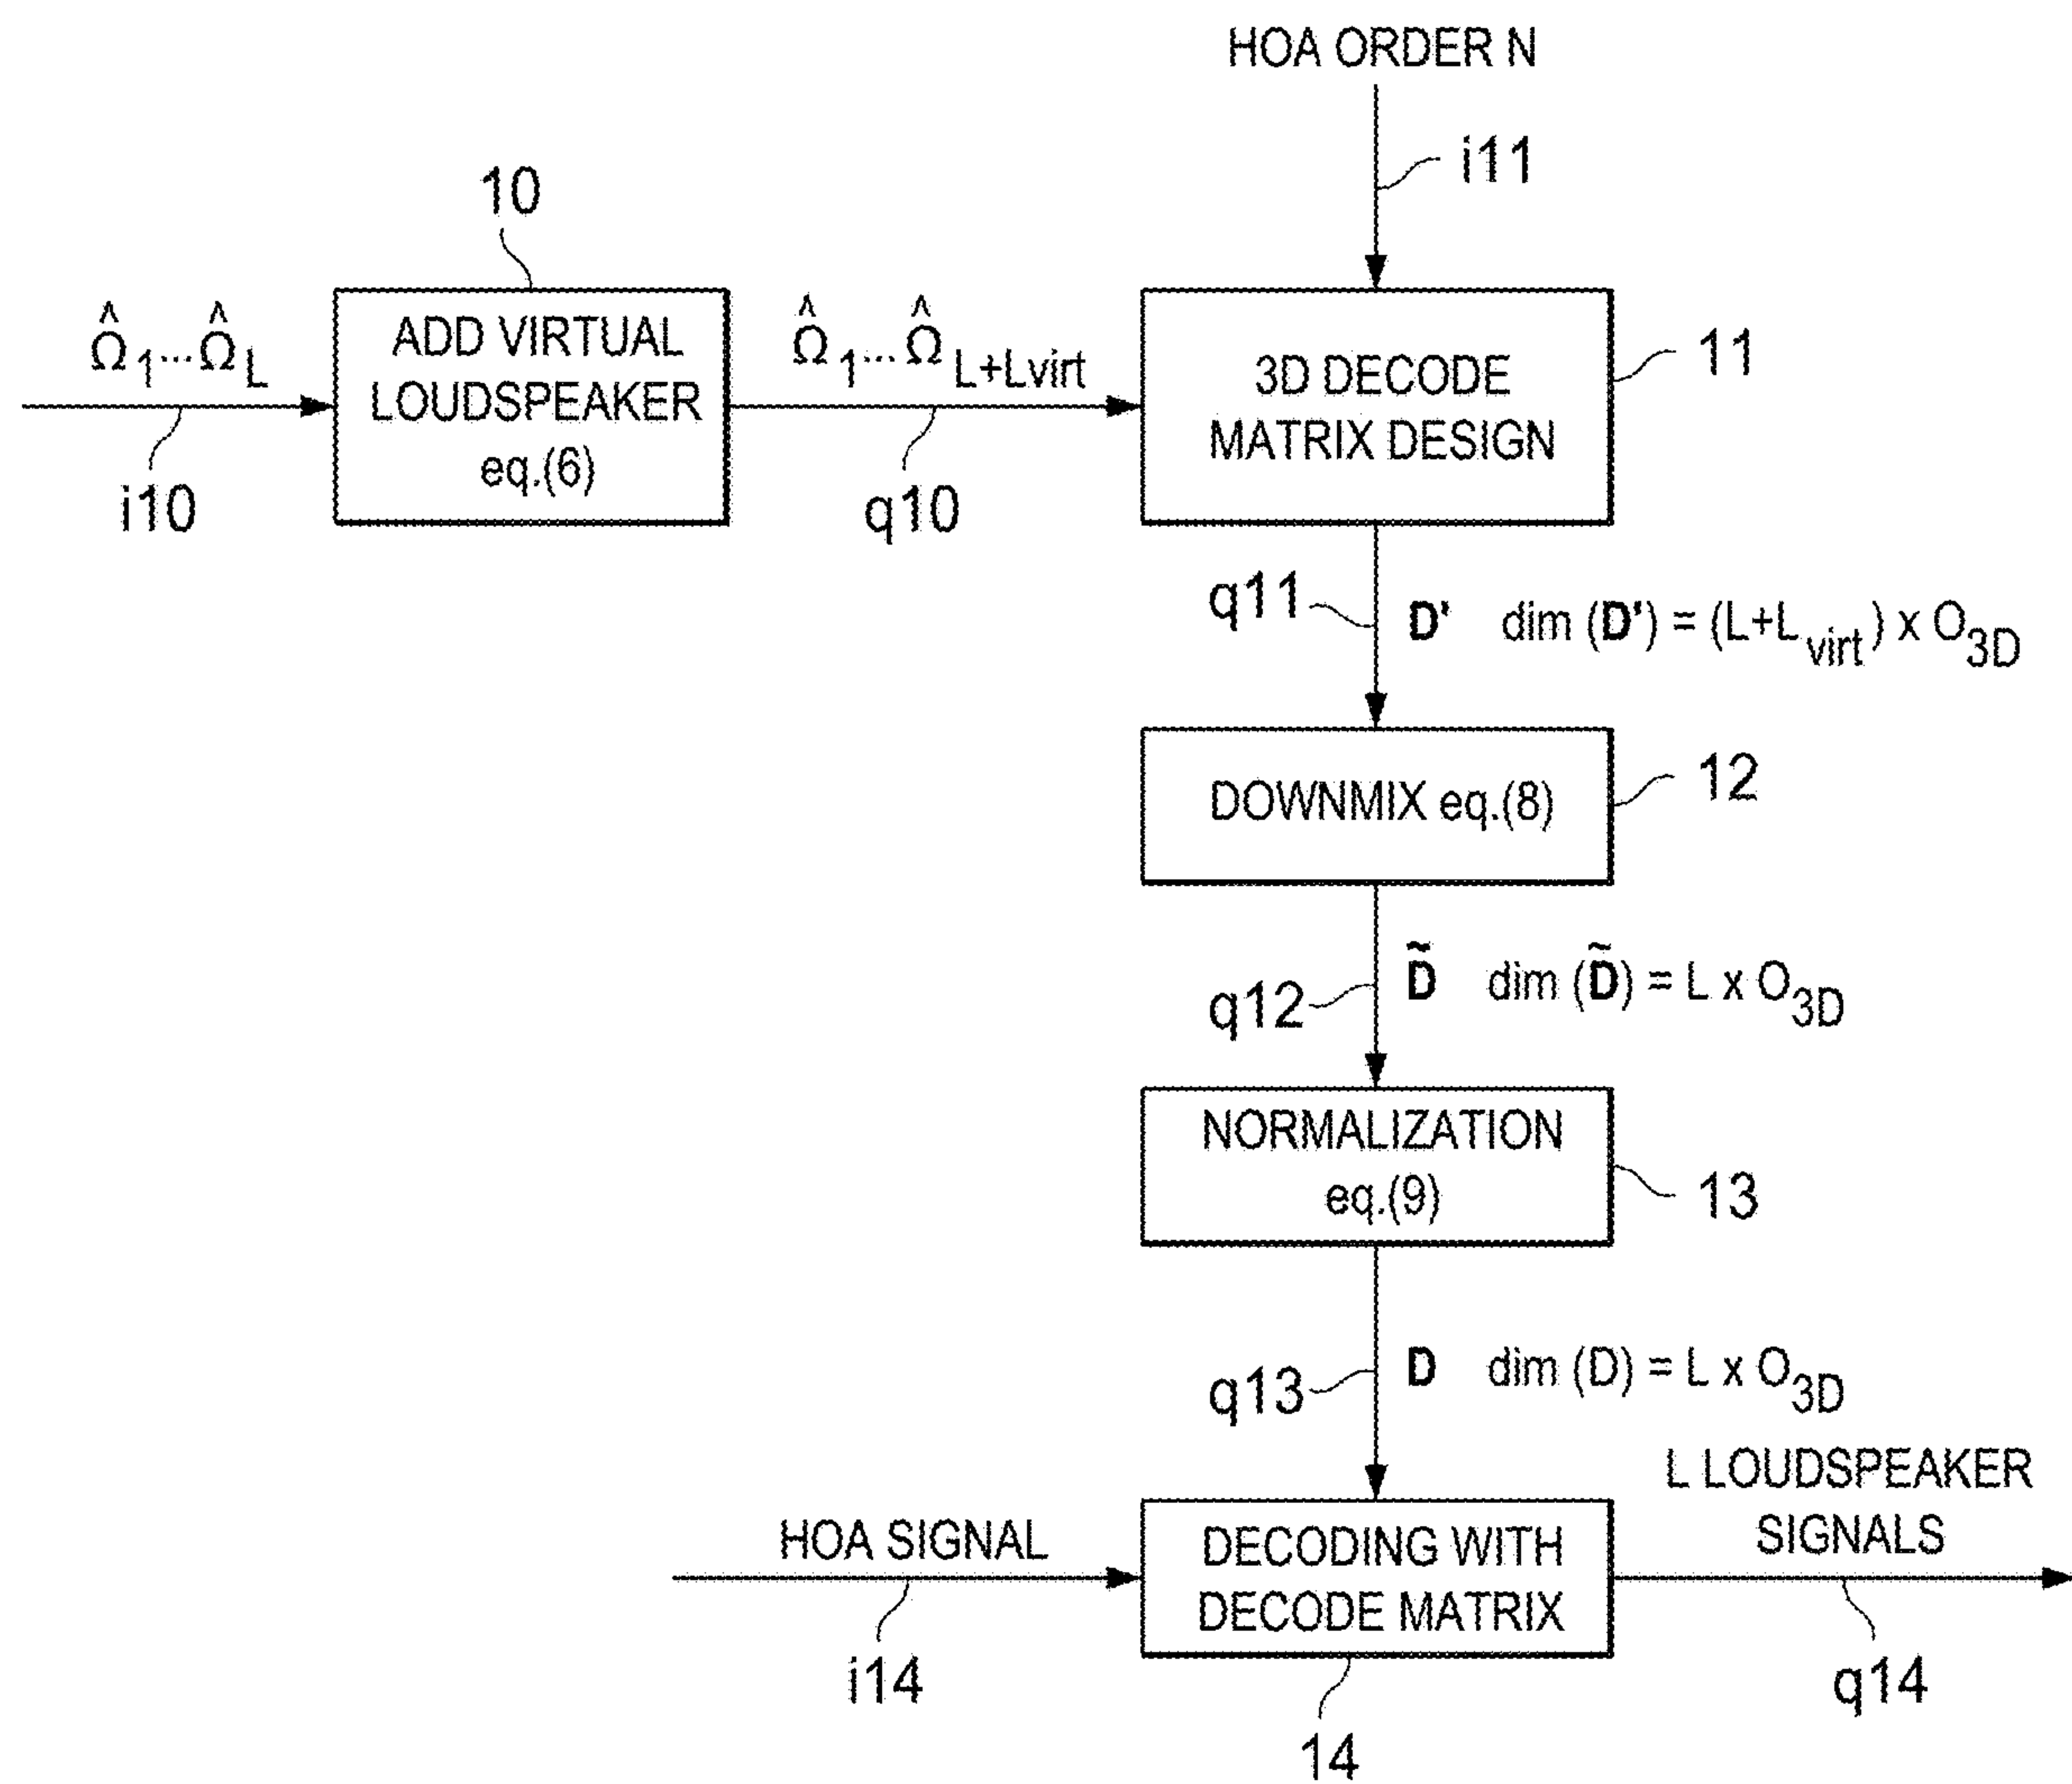 HOA ORDER N
i11
10
Ω̂1...Ω̂L
ADD VIRTUAL
LOUDSPEAKER
eq.(6)
i10
Ω̂1...Ω̂L+Lvirt
q10
3D DECODE
MATRIX DESIGN
11
q11
D' dim (D') = (L+Lvirt) x O3D
DOWNMIX eq.(8)
12
q12
D̃ dim (D̃) = L x O3D
NORMALIZATION
eq.(9)
13
q13
D dim (D) = L x O3D
HOA SIGNAL
i14
DECODING WITH
DECODE MATRIX
14
L LOUDSPEAKER
SIGNALS
q14